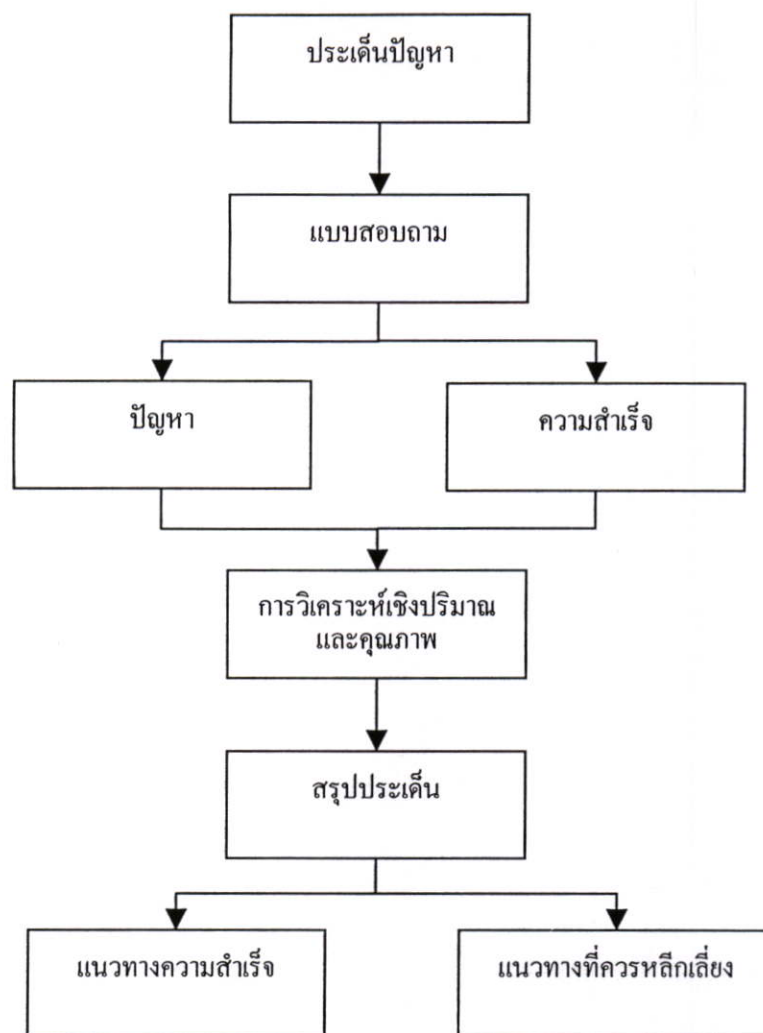 ประเด็นปัญหา
แบบสอบถาม
ปัญหา
ความสำเร็จ
การวิเคราะห์เชิงปริมาณ
และคุณภาพ
สรุปประเด็น
แนวทางความสำเร็จ
แนวทางที่ควรหลีกเลี่ยง